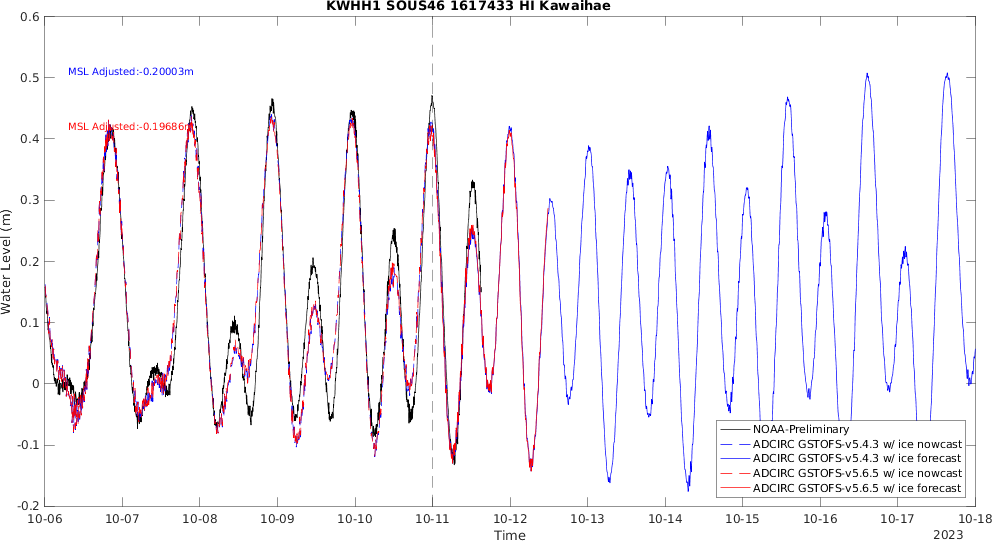 KWHH1 SOUS46 1617433 HI Kawaihae
0.6
0.5
0.4
0.3
0.2
0.1
0
-0.1
-0.2
Water Level (m)
MSL Adjusted:-0.20003m
MSL Adjusted:-0.19686m
NOAA-Preliminary
ADCIRC GSTOFS-v5.4.3 w/ ice nowcast
ADCIRC GSTOFS-v5.4.3 w/ ice forecast
ADCIRC GSTOFS-v5.6.5 w/ ice nowcast
ADCIRC GSTOFS-v5.6.5 w/ ice forecast
10-06 10-07 10-08 10-09 10-10 10-11 10-12 10-13 10-14 10-15 10-16 10-17 10-18
Time
2023